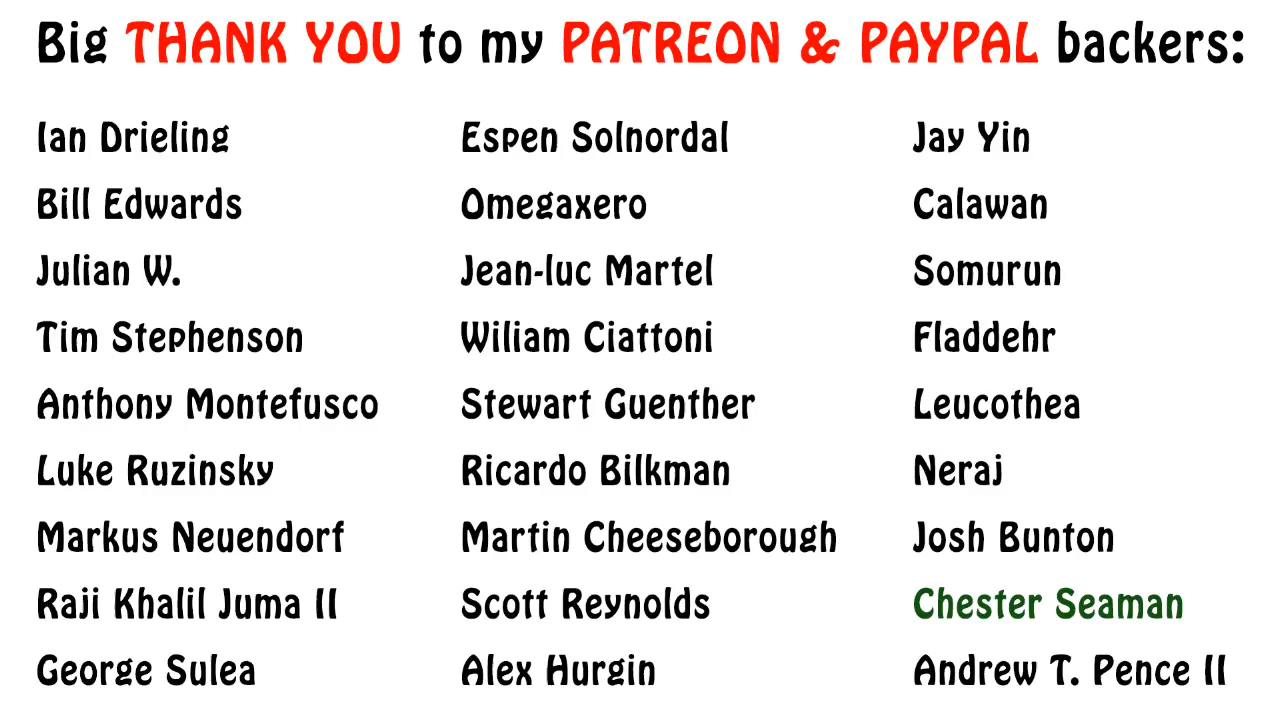 Big THANK YOU to my PATREON & PAYPAL backers:
Ian Drieling
Bill Edwards
Julian W.
Tim Stephenson
Anthony Montefusco
Luke Ruzinsky
Markus Neuendorf
Raji Khalil Juma II
George Sulea
Espen Solnordal
Omegaxero
Jean-luc Martel
Wiliam Ciattoni
Stewart Guenther
Ricardo Bilkman
Martin Cheeseborough
Scott Reynolds
Alex Hurgin
Jay Yin
Calawan
Somurun
Fladdehr
Leucothea
Neraj
Josh Bunton
Chester Seaman
Andrew T. Pence II